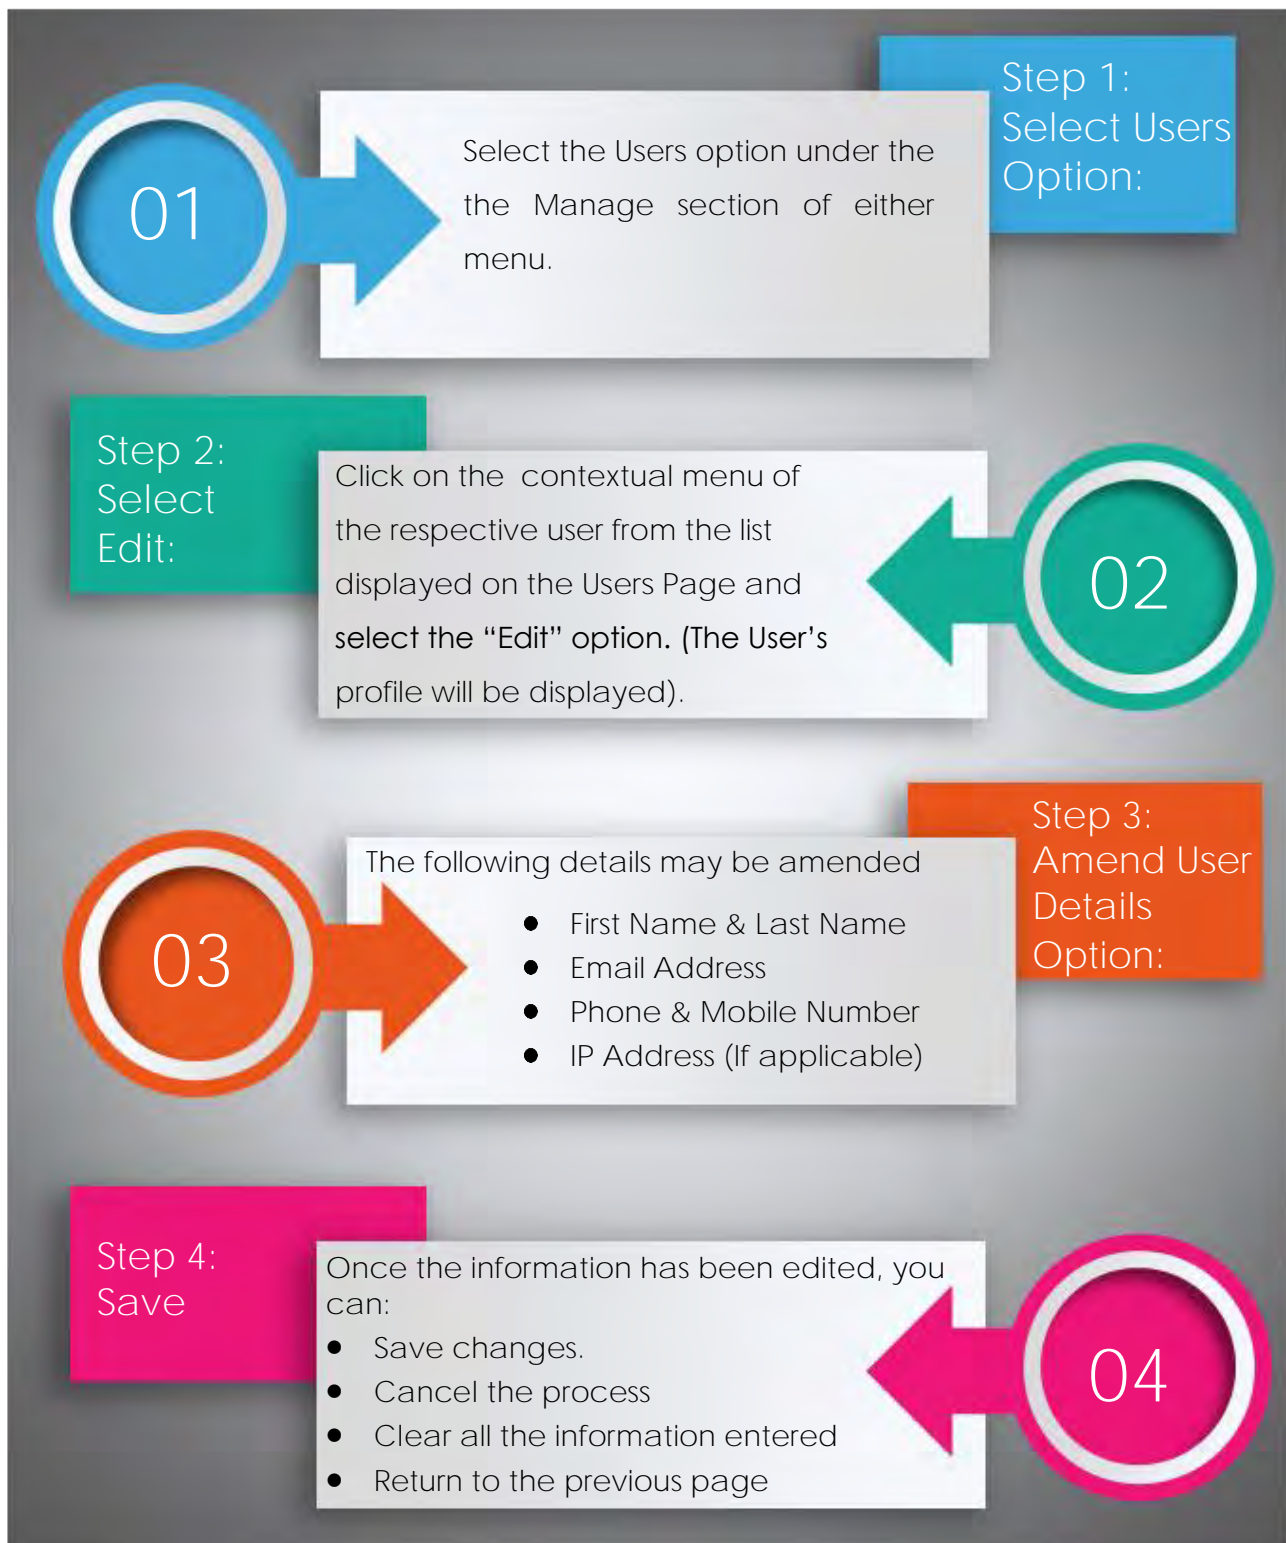 01
Select the Users option under the
the Manage section of either
menu.
Step 1:
Select Users
Option:
Step 2:
Select
Edit:
Click on the contextual menu of
the respective user from the list
displayed on the Users Page and
select the “Edit” option. (The User’s
profile will be displayed).
02
03
The following details may be amended
● First Name & Last Name
● Email Address
● Phone & Mobile Number
● IP Address (If applicable)
Step 3:
Amend User
Details
Option:
Step 4:
Save
Once the information has been edited, you
can:
● Save changes.
● Cancel the process
● Clear all the information entered
● Return to the previous page
04